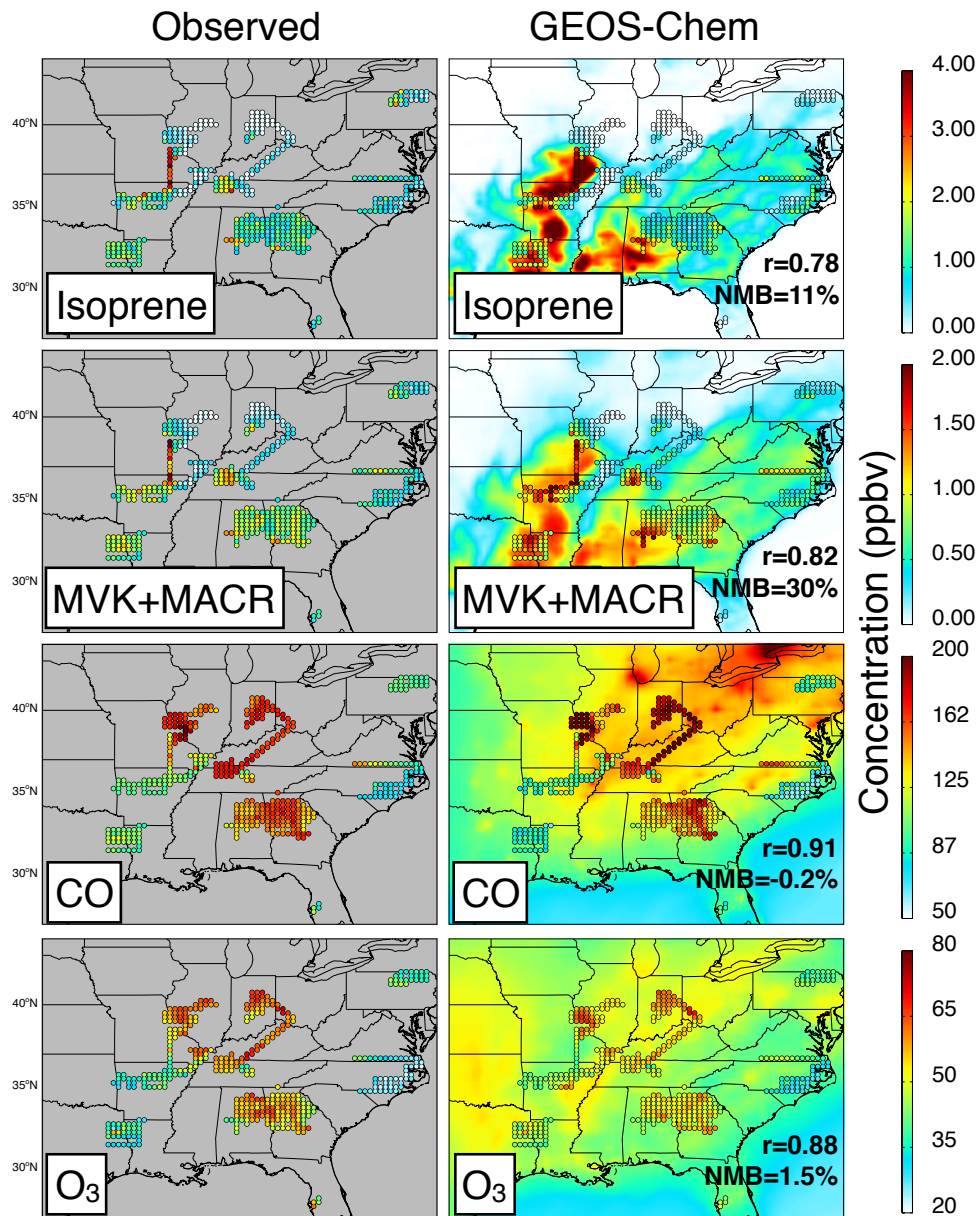 Observed
GEOS-Chem
40°N
35°N
30°N
Isoprene
r=0.78
NMB=11%
Isoprene
4.00
3.00
2.00
1.00
0.00
40°N
35°N
30°N
MVK+MACR
r=0.82
NMB=30%
MVK+MACR
2.00
1.50
1.00
0.50
0.00
Concentration (ppbv)
40°N
35°N
30°N
CO
r=0.91
NMB=-0.2%
CO
200
162
125
87
50
40°N
35°N
30°N
O₃
r=0.88
NMB=1.5%
O₃
80
65
50
35
20